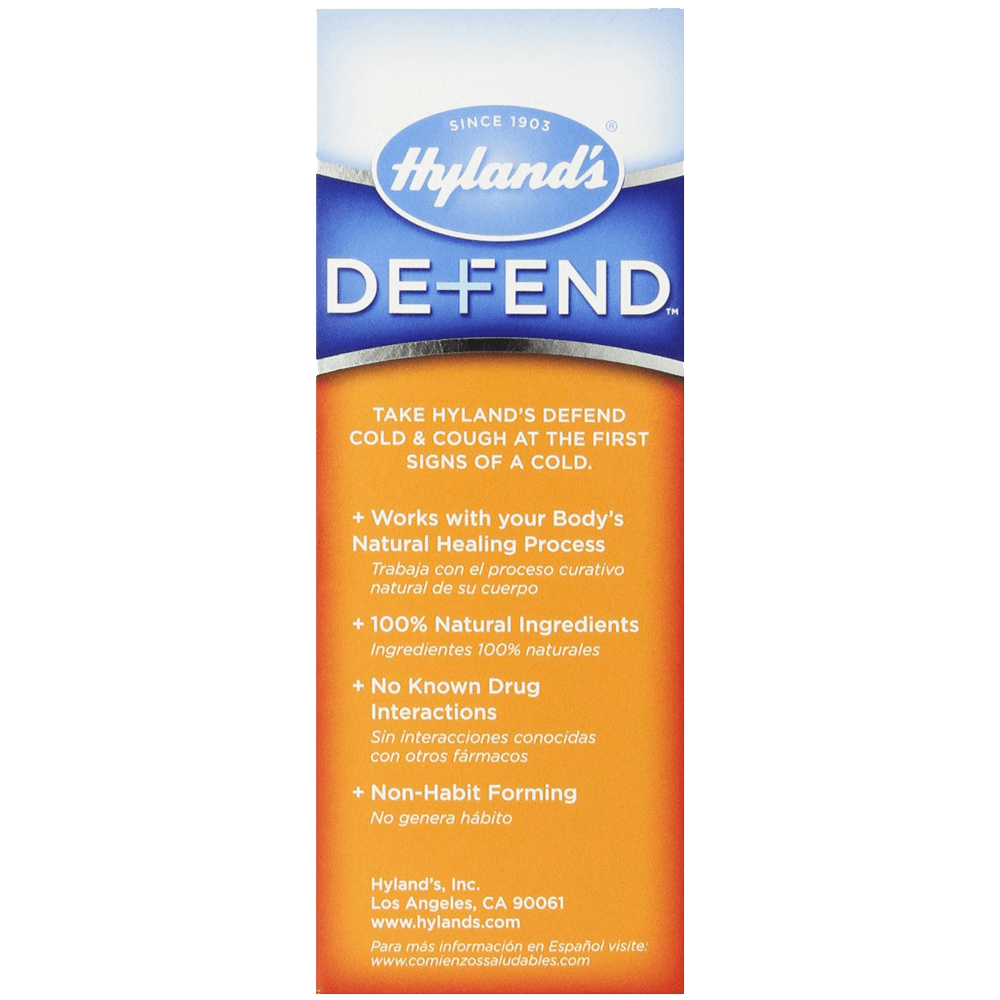 SINCE 1903
Hyland's®
DEFEND™
TAKE HYLAND'S DEFEND
COLD & COUGH AT THE FIRST
SIGNS OF A COLD.
+ Works with your Body's
Natural Healing Process
Trabaja con el proceso curativo
natural de su cuerpo
+ 100% Natural Ingredients
Ingredientes 100% naturales
+ No Known Drug
Interactions
Sin interacciones conocidas
con otros fármacos
+ Non-Habit Forming
No genera hábito
Hyland's, Inc.
Los Angeles, CA 90061
www.hylands.com
Para más información en Español visite:
www.comienzossaludables.com